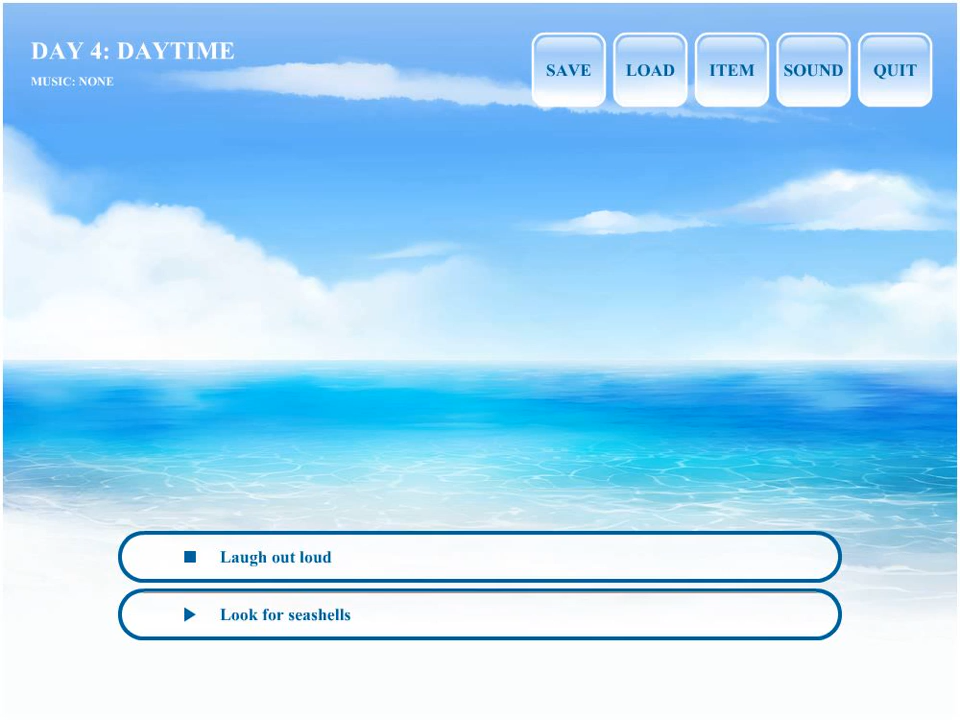 DAY 4: DAYTIME
MUSIC: NONE
SAVE LOAD ITEM SOUND QUIT
Laugh out loud
Look for seashells